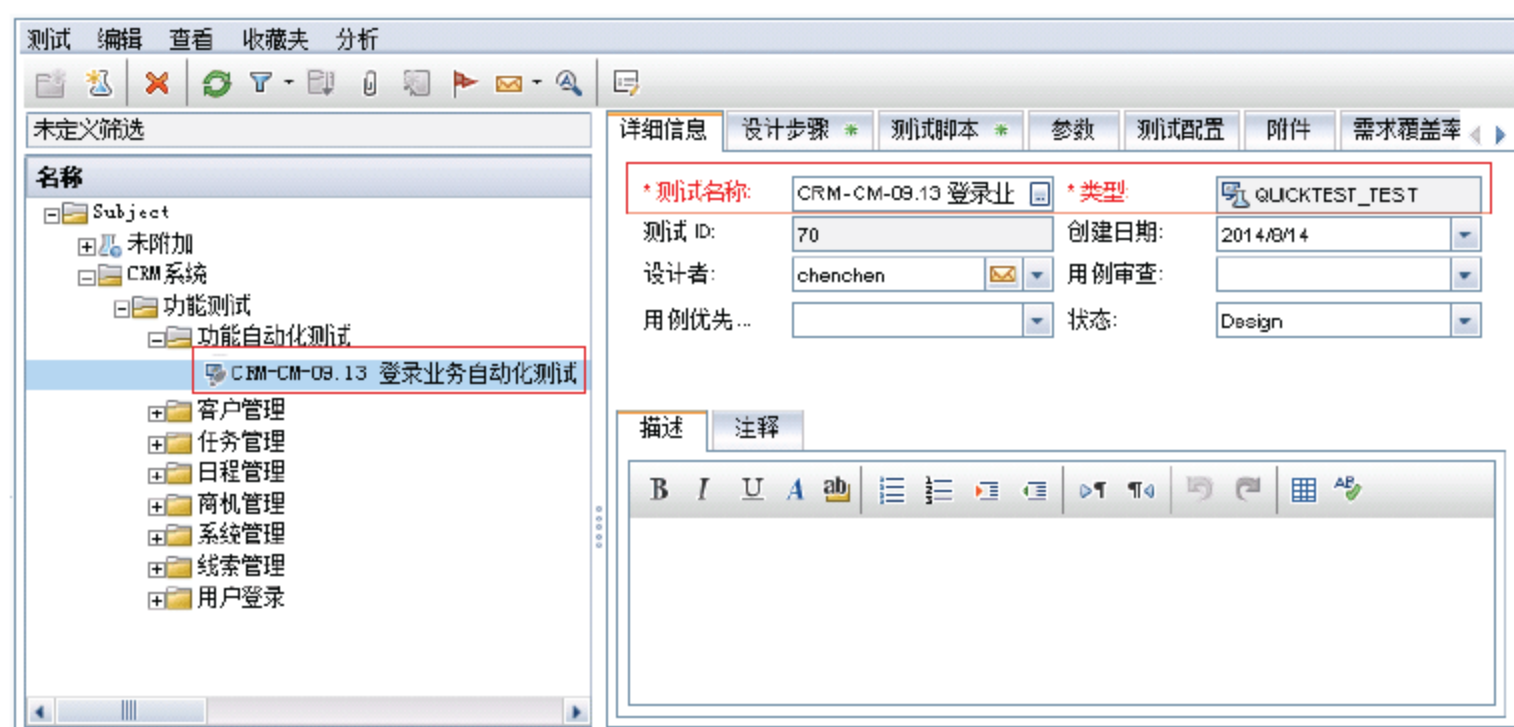 测试 编辑 查看 收藏夹 分析
未定义筛选
名称
Subject
未附加
CRM系统
功能测试
功能自动化测试
CRM-CM-09.13 登录业务自动化测试
客户管理
任务管理
日程管理
商机管理
系统管理
线索管理
用户登录
详细信息 设计步骤 * 测试脚本 * 参数 测试配置 附件 需求覆盖率
* 测试名称: CRM-CM-09.13 登录业 ... * 类型: QUICKTEST_TEST
测试 ID: 70 创建日期: 2014/8/14
设计者: chenchen 用例审查:
用例优先... 状态: Design
描述 注释
B I U A ab ABC